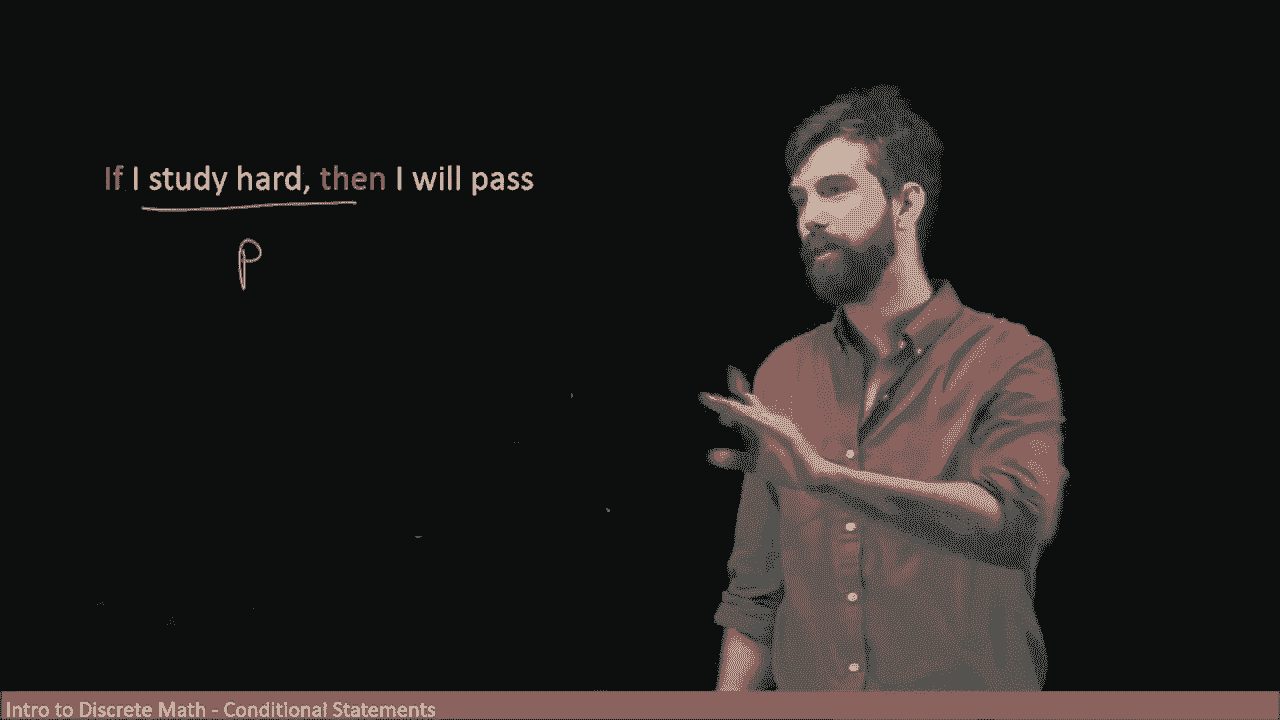 If I study hard, then I will pass
P
Intro to Discrete Math - Conditional Statements